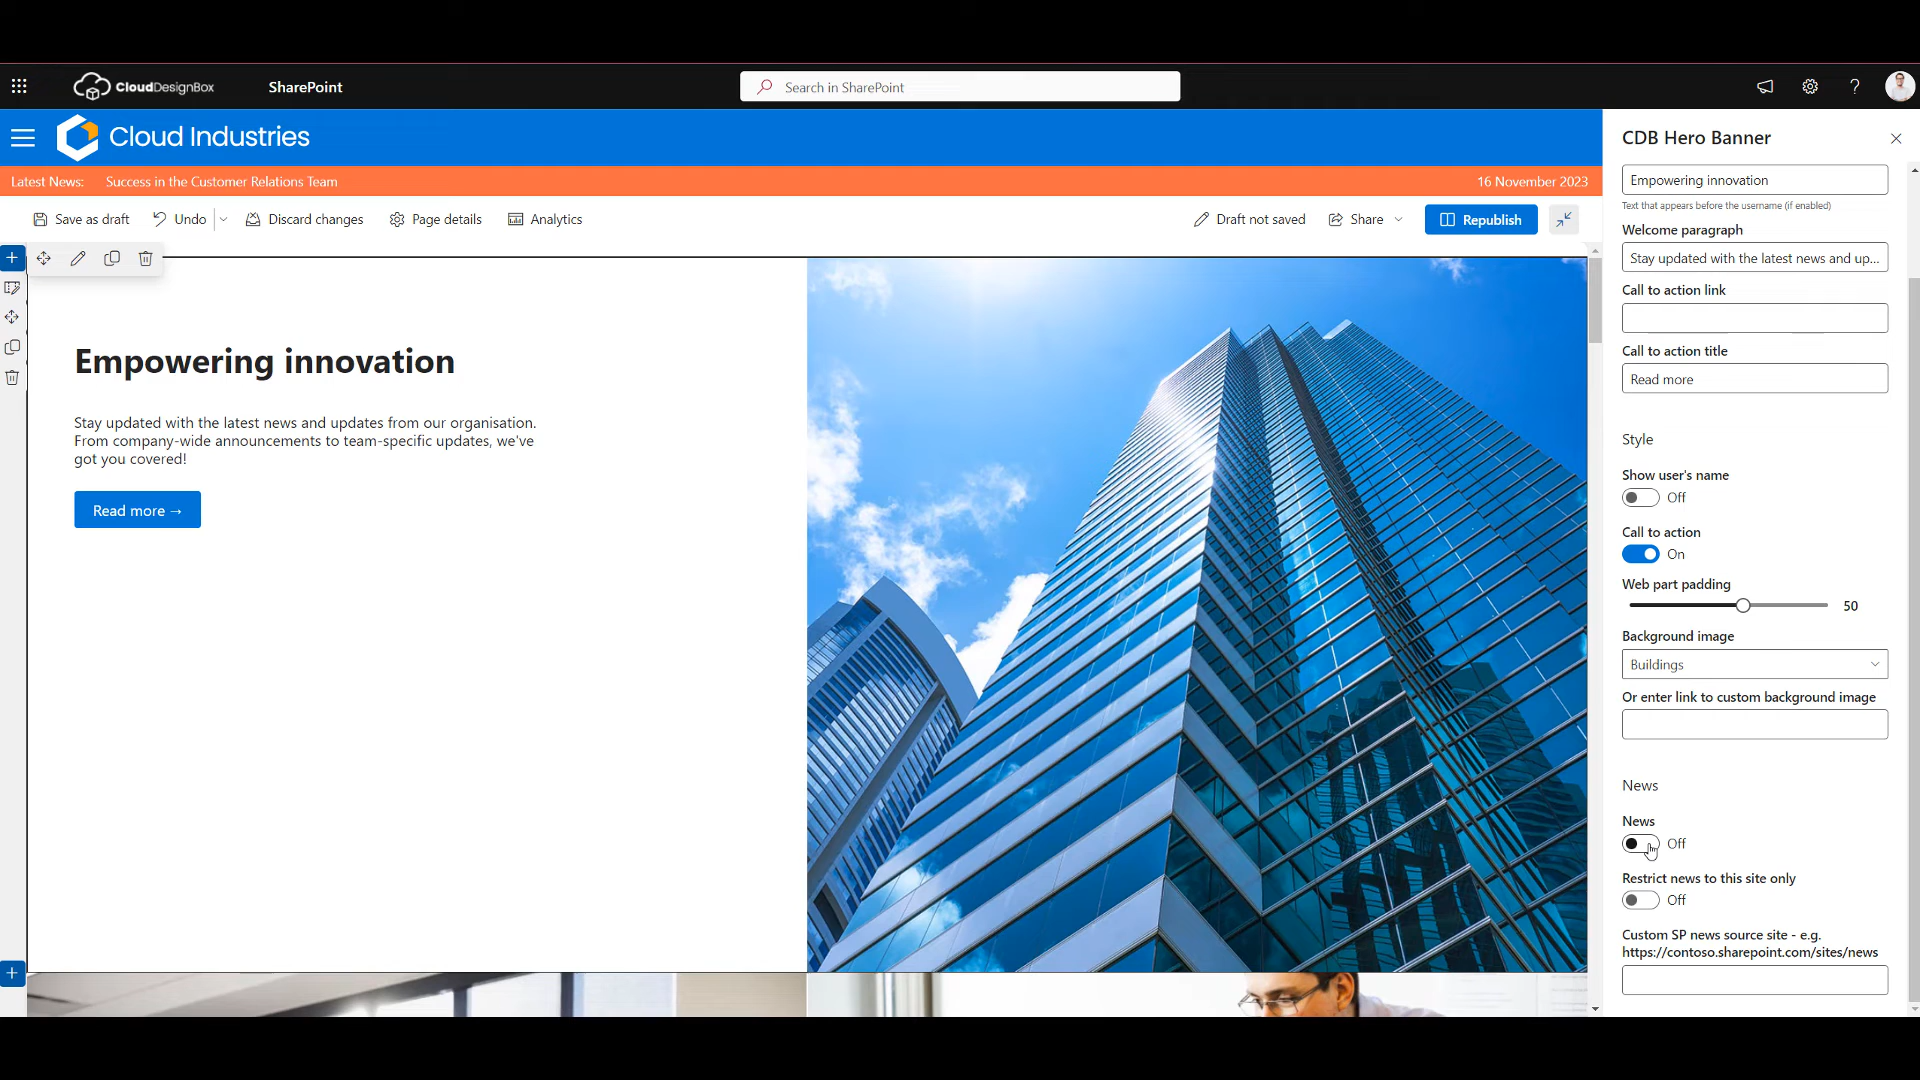 CloudDesignBox
SharePoint
Search in SharePoint
Cloud Industries
Latest News:
Success in the Customer Relations Team
16 November 2023
Save as draft
Undo
Discard changes
Page details
Analytics
Draft not saved
Share
Republish
Empowering innovation
Stay updated with the latest news and updates from our organisation.
From company-wide announcements to team-specific updates, we've
got you covered!
Read more →
CDB Hero Banner
Empowering innovation
Text that appears before the username (if enabled)
Welcome paragraph
Stay updated with the latest news and up...
Call to action link
Call to action title
Read more
Style
Show user's name
Off
Call to action
On
Web part padding
50
Background image
Buildings
Or enter link to custom background image
News
News
Off
Restrict news to this site only
Off
Custom SP news source site - e.g.
https://contoso.sharepoint.com/sites/news